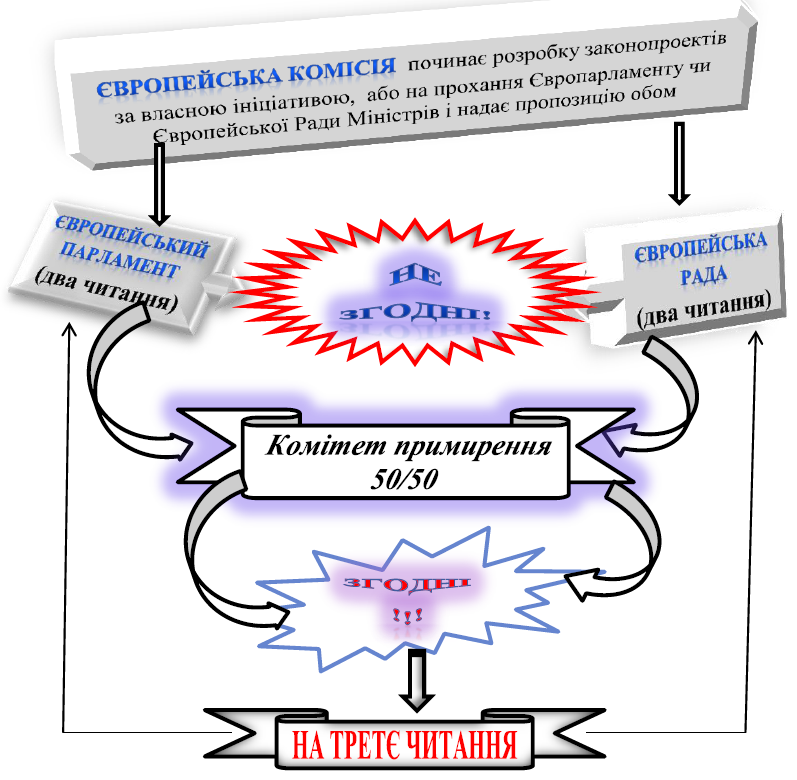 ЄВРОПЕЙСЬКА КОМІСІЯ починає розробку законопроектів
за власною ініціативою, або на прохання Європарламенту чи
Європейської Ради Міністрів і надає пропозицію обом
ЄВРОПЕЙСЬКИЙ
ПАРЛАМЕНТ
(два читання)
НЕ
ЗГОДНІ!
ЄВРОПЕЙСЬКА
РАДА
(два читання)
Комітет примирення
50/50
ЗГОДНІ
!!!
НА ТРЕТЄ ЧИТАННЯ